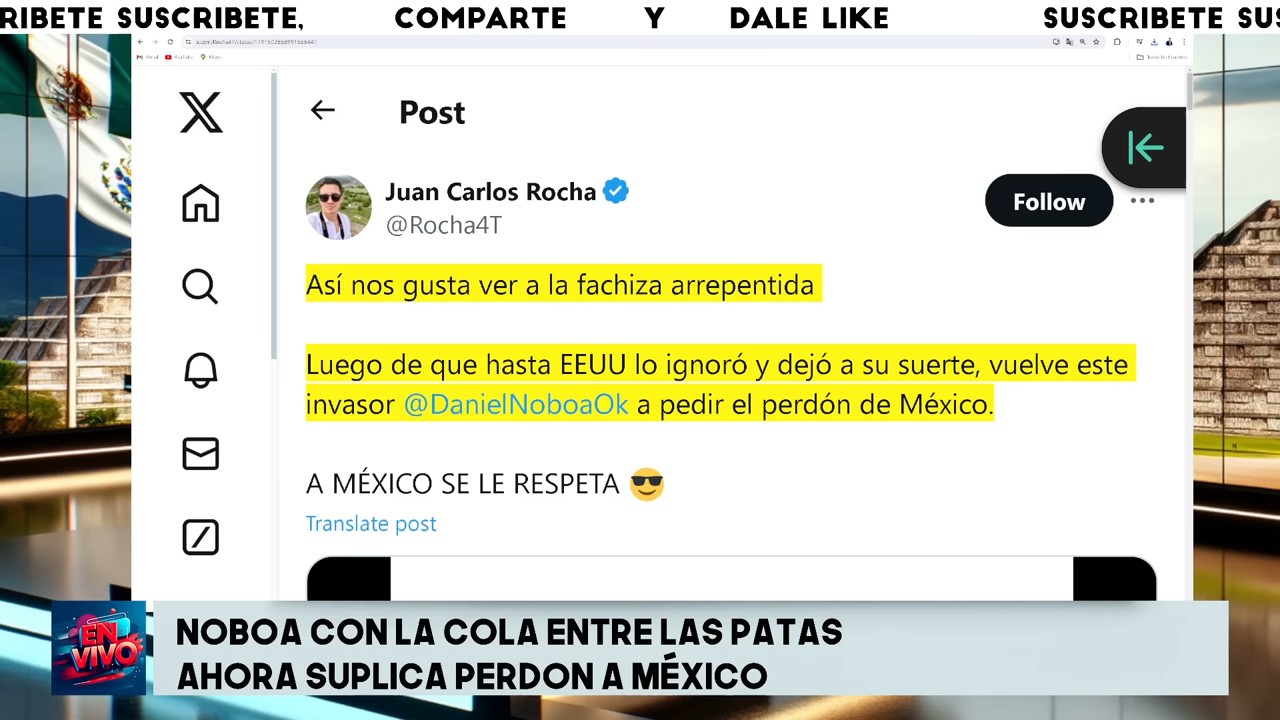 RIBETE SUSCRIBETE, COMPARTE Y DALE LIKE SUSCRIBETE SUS
Post
Juan Carlos Rocha
@Rocha4T
Follow
Así nos gusta ver a la fachiza arrepentida
Luego de que hasta EEUU lo ignoró y dejó a su suerte, vuelve este
invasor @DanielNoboaOk a pedir el perdón de México.
A MÉXICO SE LE RESPETA 😎
Translate post
EN
VIVO
NOBOA CON LA COLA ENTRE LAS PATAS
AHORA SUPLICA PERDON A MÉXICO